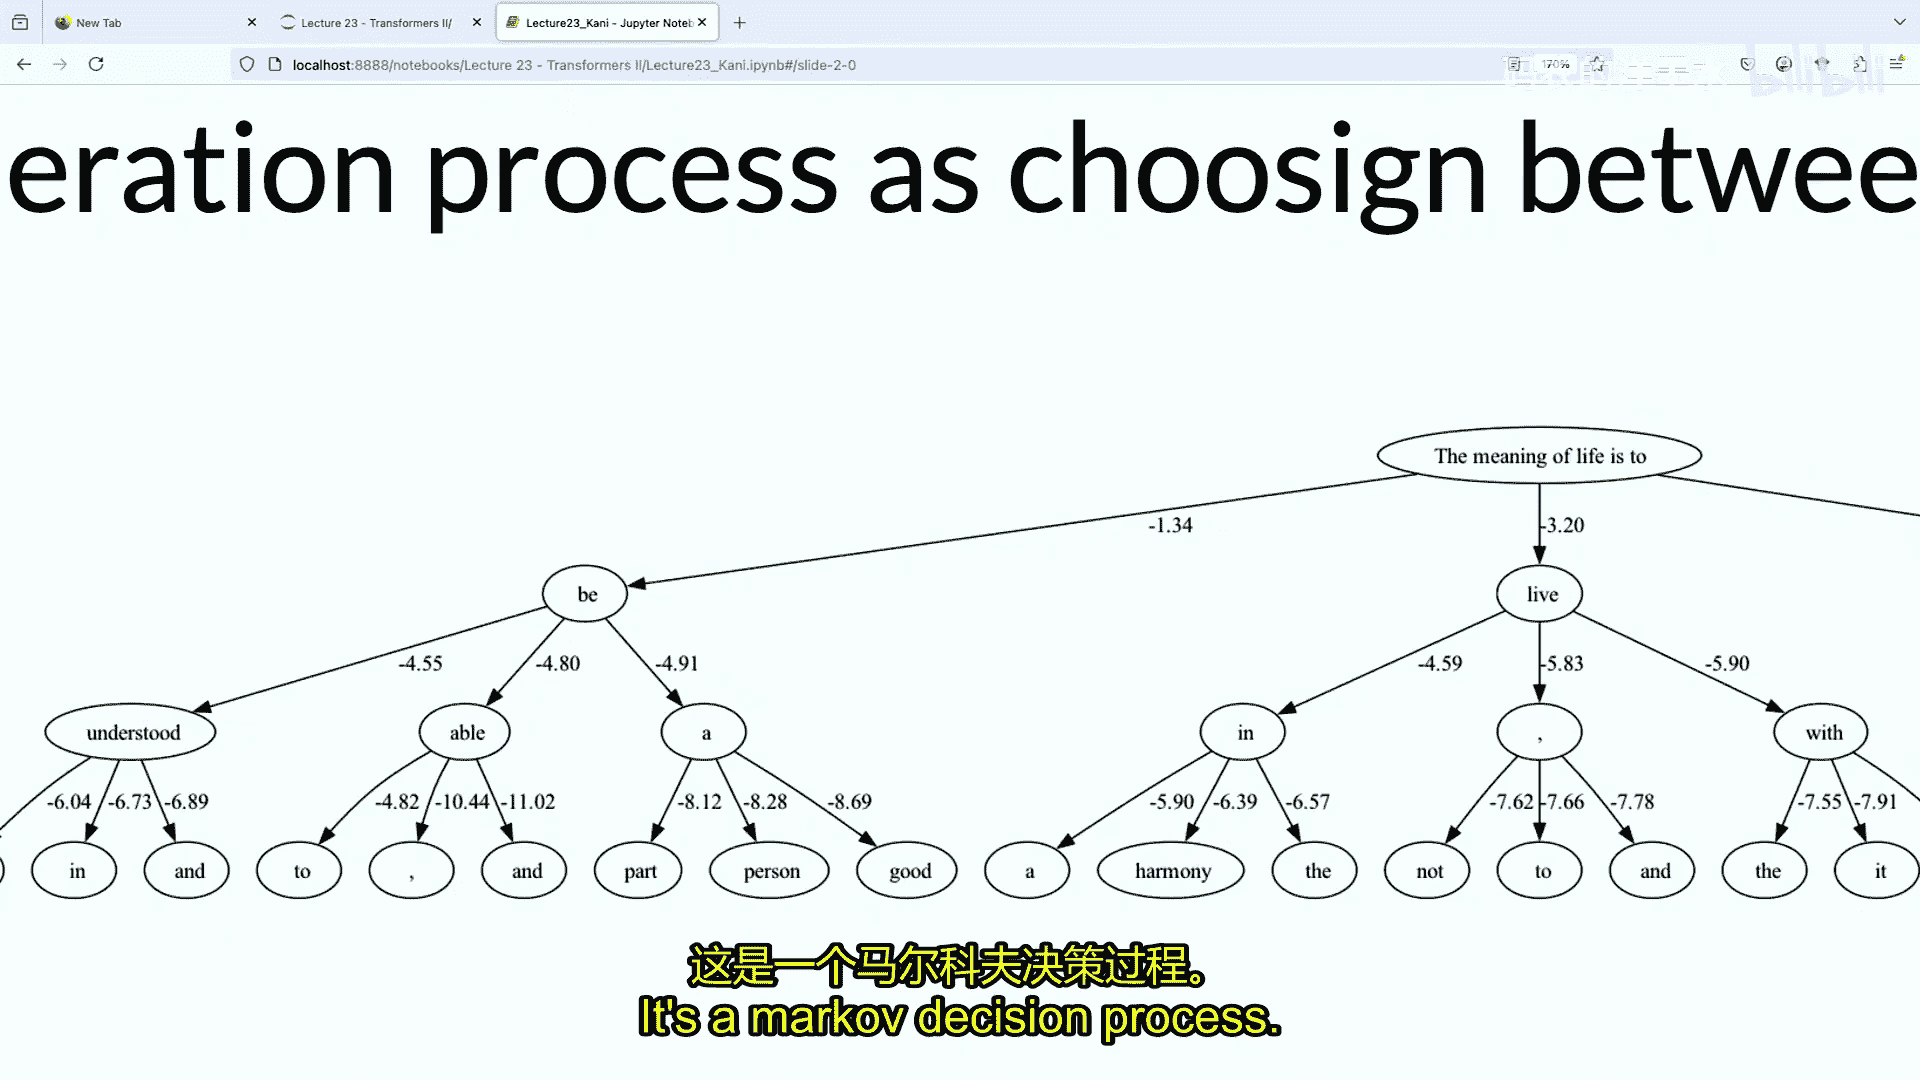 New Tab
Lecture 23 - Transformers II/
Lecture23_Kani - Jupyter Noteb
localhost:8888/notebooks/Lecture 23 - Transformers II/Lecture23_Kani.ipynb#/slide-2-0
170%
bilibili
eration process as choosign betwee
The meaning of life is to
-1.34
-3.20
be
live
-4.55
-4.80
-4.91
-4.59
-5.83
-5.90
understood
able
a
in
,
with
-6.04
-6.73
-6.89
-4.82
-10.44
-11.02
-8.12
-8.28
-8.69
-5.90
-6.39
-6.57
-7.62
-7.66
-7.78
-7.55
-7.91
in
and
to
,
and
part
person
good
a
harmony
the
not
to
and
the
it
这是一个马尔科夫决策过程。
It's a markov decision process.